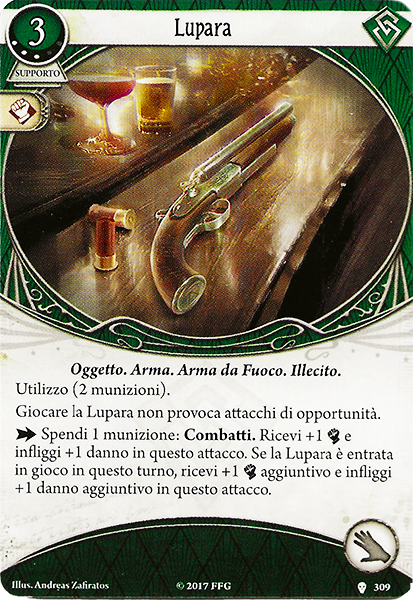 Lupara
3
SUPPORTO
Oggetto. Arma. Arma da Fuoco. Illecito.
Utilizzo (2 munizioni).
Giocare la Lupara non provoca attacchi di opportunità.
Spendi 1 munizione: Combatti. Ricevi +1 e
infliggi +1 danno in questo attacco. Se la Lupara è entrata
in gioco in questo turno, ricevi +1 aggiuntivo e infliggi
+1 danno aggiuntivo in questo attacco.
Illus. Andreas Zafiratos
© 2017 FFG
309